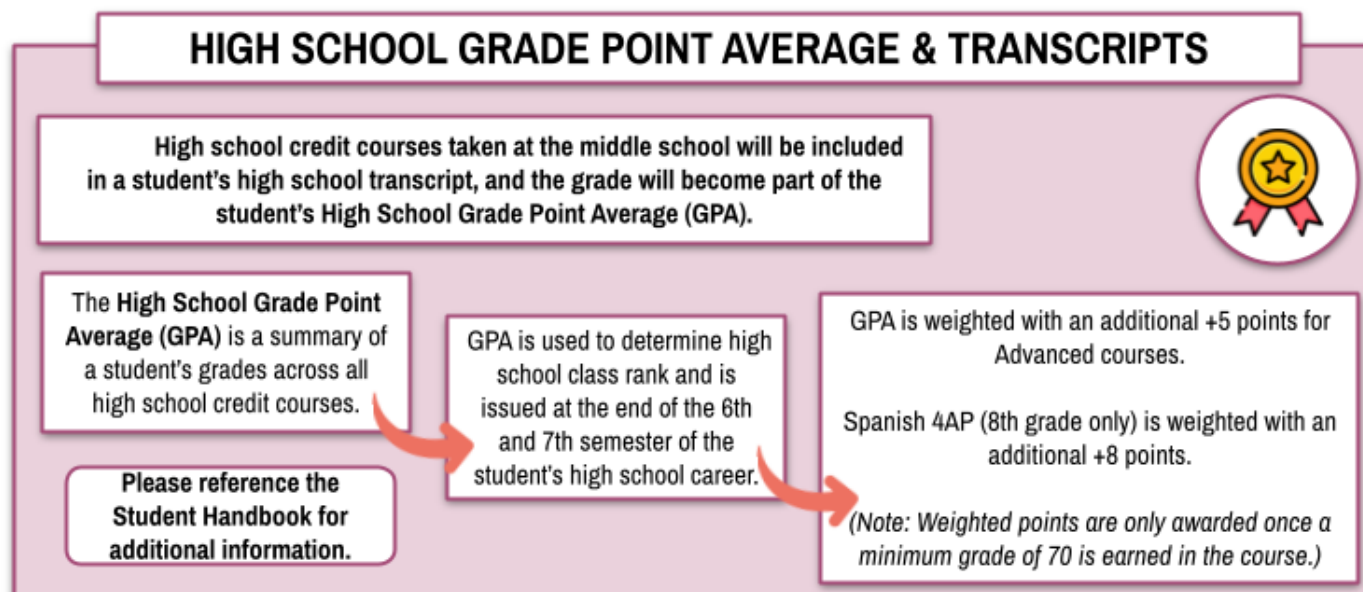 HIGH SCHOOL GRADE POINT AVERAGE & TRANSCRIPTS
High school credit courses taken at the middle school will be included
in a student's high school transcript, and the grade will become part of the
student's High School Grade Point Average (GPA).
The High School Grade Point
Average (GPA) is a summary of
a student's grades across all
high school credit courses.
Please reference the
Student Handbook for
additional information.
GPA is used to determine high
school class rank and is
issued at the end of the 6th
and 7th semester of the
student's high school career.
GPA is weighted with an additional +5 points for
Advanced courses.
Spanish 4AP (8th grade only) is weighted with an
additional +8 points.
(Note: Weighted points are only awarded once a
minimum grade of 70 is earned in the course.)